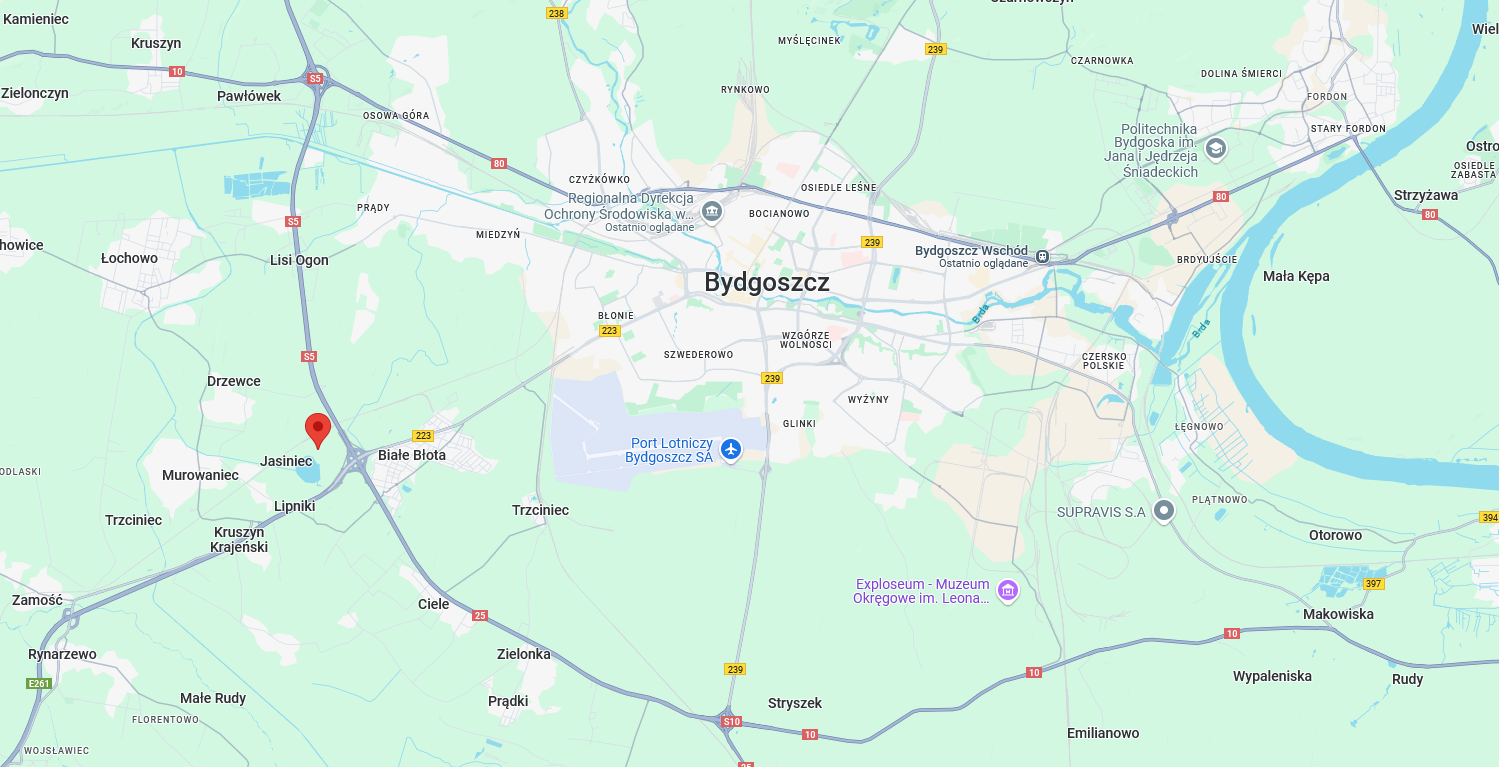 Kamieniec
238
Kruszyn
MYŚLĘCINEK
239
Wiel
10
S5
CZARNOWKA
DOLINA ŚMIERCI
Zielonczyn
Pawłówek
RYNKOWO
FORDON
OSOWA GÓRA
Politechnika
Bydgoska im.
Jana i Jędrzeja
Śniadeckich
STARY FORDON
Ostro
80
OSIEDLE
ZABASTA
CZYŻKÓWKO
OSIEDLE LEŚNE
Regionalna Dyrekcja
Ochrony Środowiska w...
Ostatnio oglądane
80
Strzyżawa
80
PRĄDY
BOCIANOWO
S5
MIEDZYŃ
239
howice
Łochowo
Lisi Ogon
Bydgoszcz Wschód
Ostatnio oglądane
BRDYUJŚCIE
Bydgoszcz
Mała Kępa
BŁONIE
223
Brda
Brda
WZGÓRZE
WOLNOŚCI
S5
SZWEDEROWO
CZERSKO
POLSKIE
Drzewce
239
WYŻYNY
GLINKI
ŁĘGNOWO
223
Port Lotniczy
Bydgoszcz SA
Jasiniec
Białe Błota
ODLASKI
Murowaniec
Lipniki
PLĄTNOWO
Trzciniec
Trzciniec
SUPRAVIS S.A
394
Kruszyn
Krajeński
Otorowo
Exploseum - Muzeum
Okręgowe im. Leona...
397
Zamość
Ciele
25
Makowiska
10
Rynarzewo
Zielonka
239
10
E261
Wypaleniska
Rudy
Małe Rudy
Prądki
Stryszek
FLORENTOWO
S10
10
Emilianowo
WOJSŁAWIEC